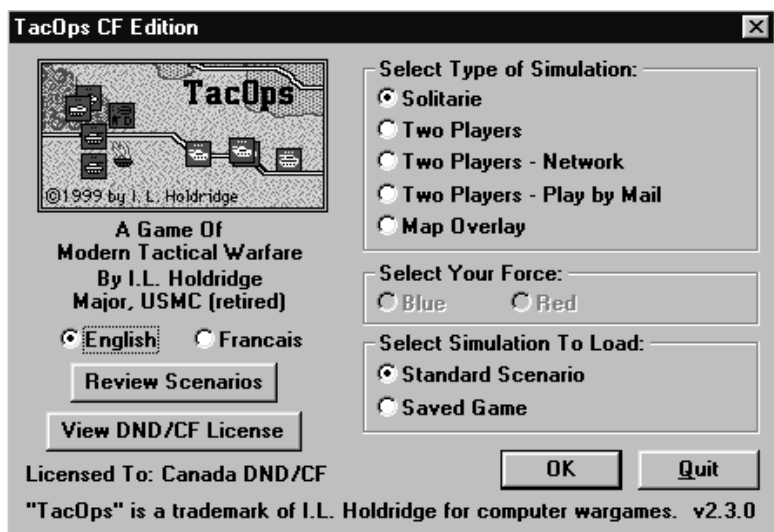 TacOps CF Edition
TacOps
©1999 by I. L. Holdridge
A Game Of
Modern Tactical Warfare
By I.L. Holdridge
Major, USMC (retired)
English
Francais
Review Scenarios
View DND/CF License
Licensed To: Canada DND/CF
Select Type of Simulation:
Solitarie
Two Players
Two Players - Network
Two Players - Play by Mail
Map Overlay
Select Your Force:
Blue
Red
Select Simulation To Load:
Standard Scenario
Saved Game
OK
Quit
"TacOps" is a trademark of I.L. Holdridge for computer wargames. v2.3.0